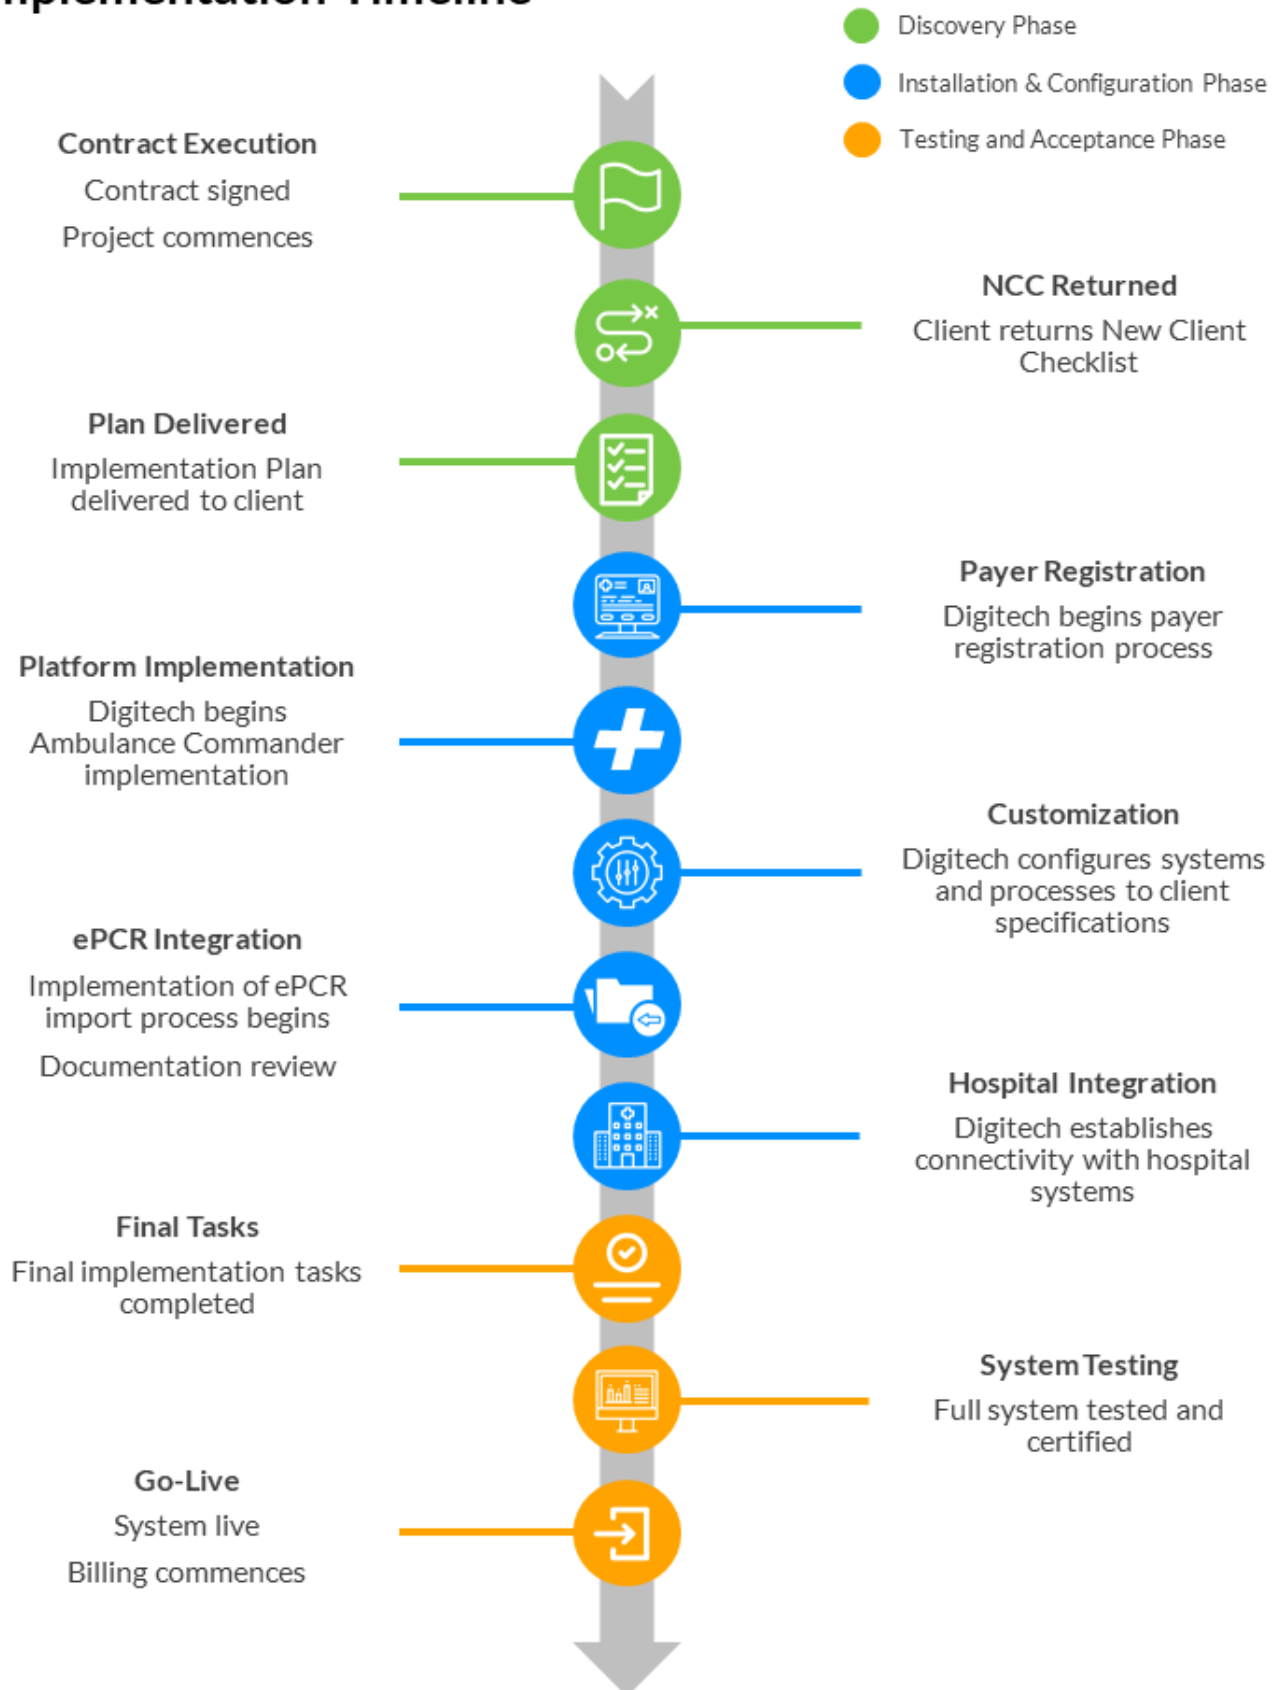 Implementation Timeline
Discovery Phase
Installation & Configuration Phase
Testing and Acceptance Phase
Contract Execution
Contract signed
Project commences
NCC Returned
Client returns New Client
Checklist
Plan Delivered
Implementation Plan
delivered to client
Payer Registration
Digitech begins payer
registration process
Platform Implementation
Digitech begins
Ambulance Commander
implementation
Customization
Digitech configures systems
and processes to client
specifications
ePCR Integration
Implementation of ePCR
import process begins
Documentation review
Hospital Integration
Digitech establishes
connectivity with hospital
systems
Final Tasks
Final implementation tasks
completed
System Testing
Full system tested and
certified
Go-Live
System live
Billing commences